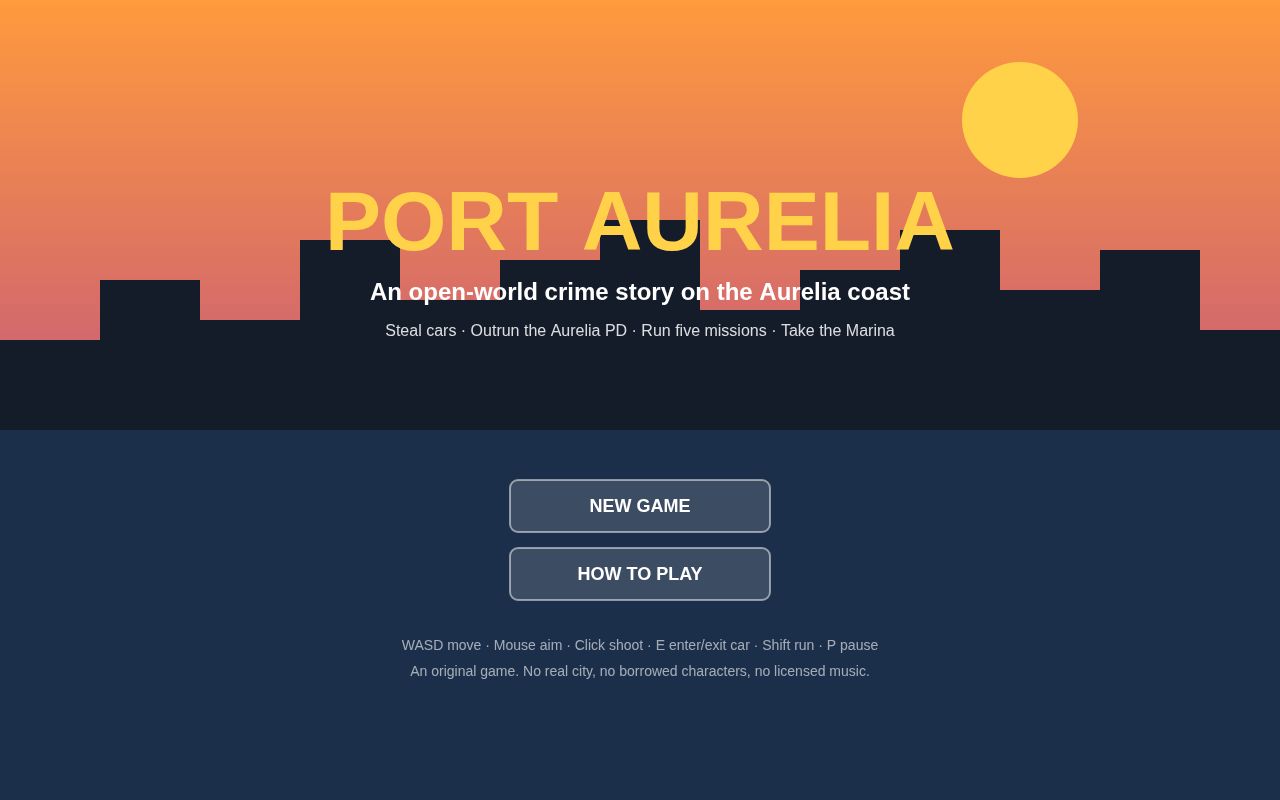 PORT AURELIA
An open-world crime story on the Aurelia coast
Steal cars · Outrun the Aurelia PD · Run five missions · Take the Marina
NEW GAME
HOW TO PLAY
WASD move · Mouse aim · Click shoot · E enter/exit car · Shift run · P pause
An original game. No real city, no borrowed characters, no licensed music.